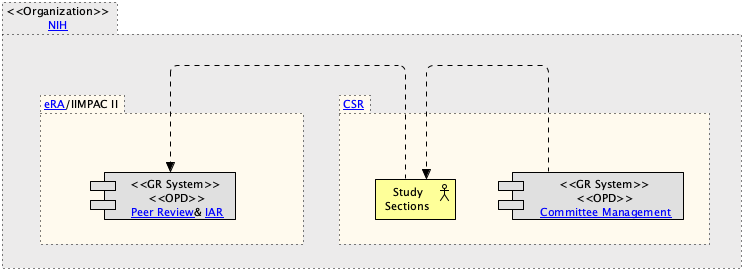 <<Organization>>
NIH
eRA/IIMPAC II
CSR
<<GR System>>
<<OPD>>
Peer Review& IAR
Study
Sections
<<GR System>>
<<OPD>>
Committee Management